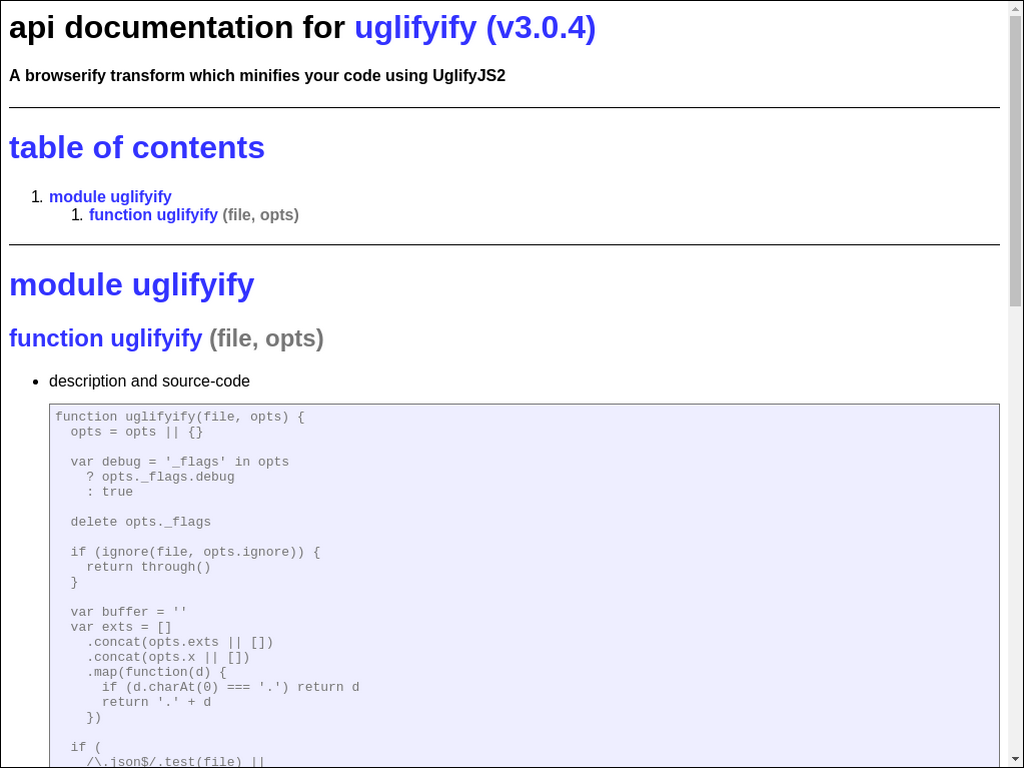 api documentation for uglifyify (v3.0.4)
A browserify transform which minifies your code using UglifyJS2
table of contents
1. module uglifyify
1. function uglifyify (file, opts)
module uglifyify
function uglifyify (file, opts)
• description and source-code
function uglifyify(file, opts) {
  opts = opts || {}

  var debug = '_flags' in opts
    ? opts._flags.debug
    : true

  delete opts._flags

  if (ignore(file, opts.ignore)) {
    return through()
  }

  var buffer = ''
  var exts = []
    .concat(opts.exts || [])
    .concat(opts.x || [])
    .map(function(d) {
      if (d.charAt(0) === '.') return d
      return '.' + d
    })

  if (
    /\.json$/.test(file) ||